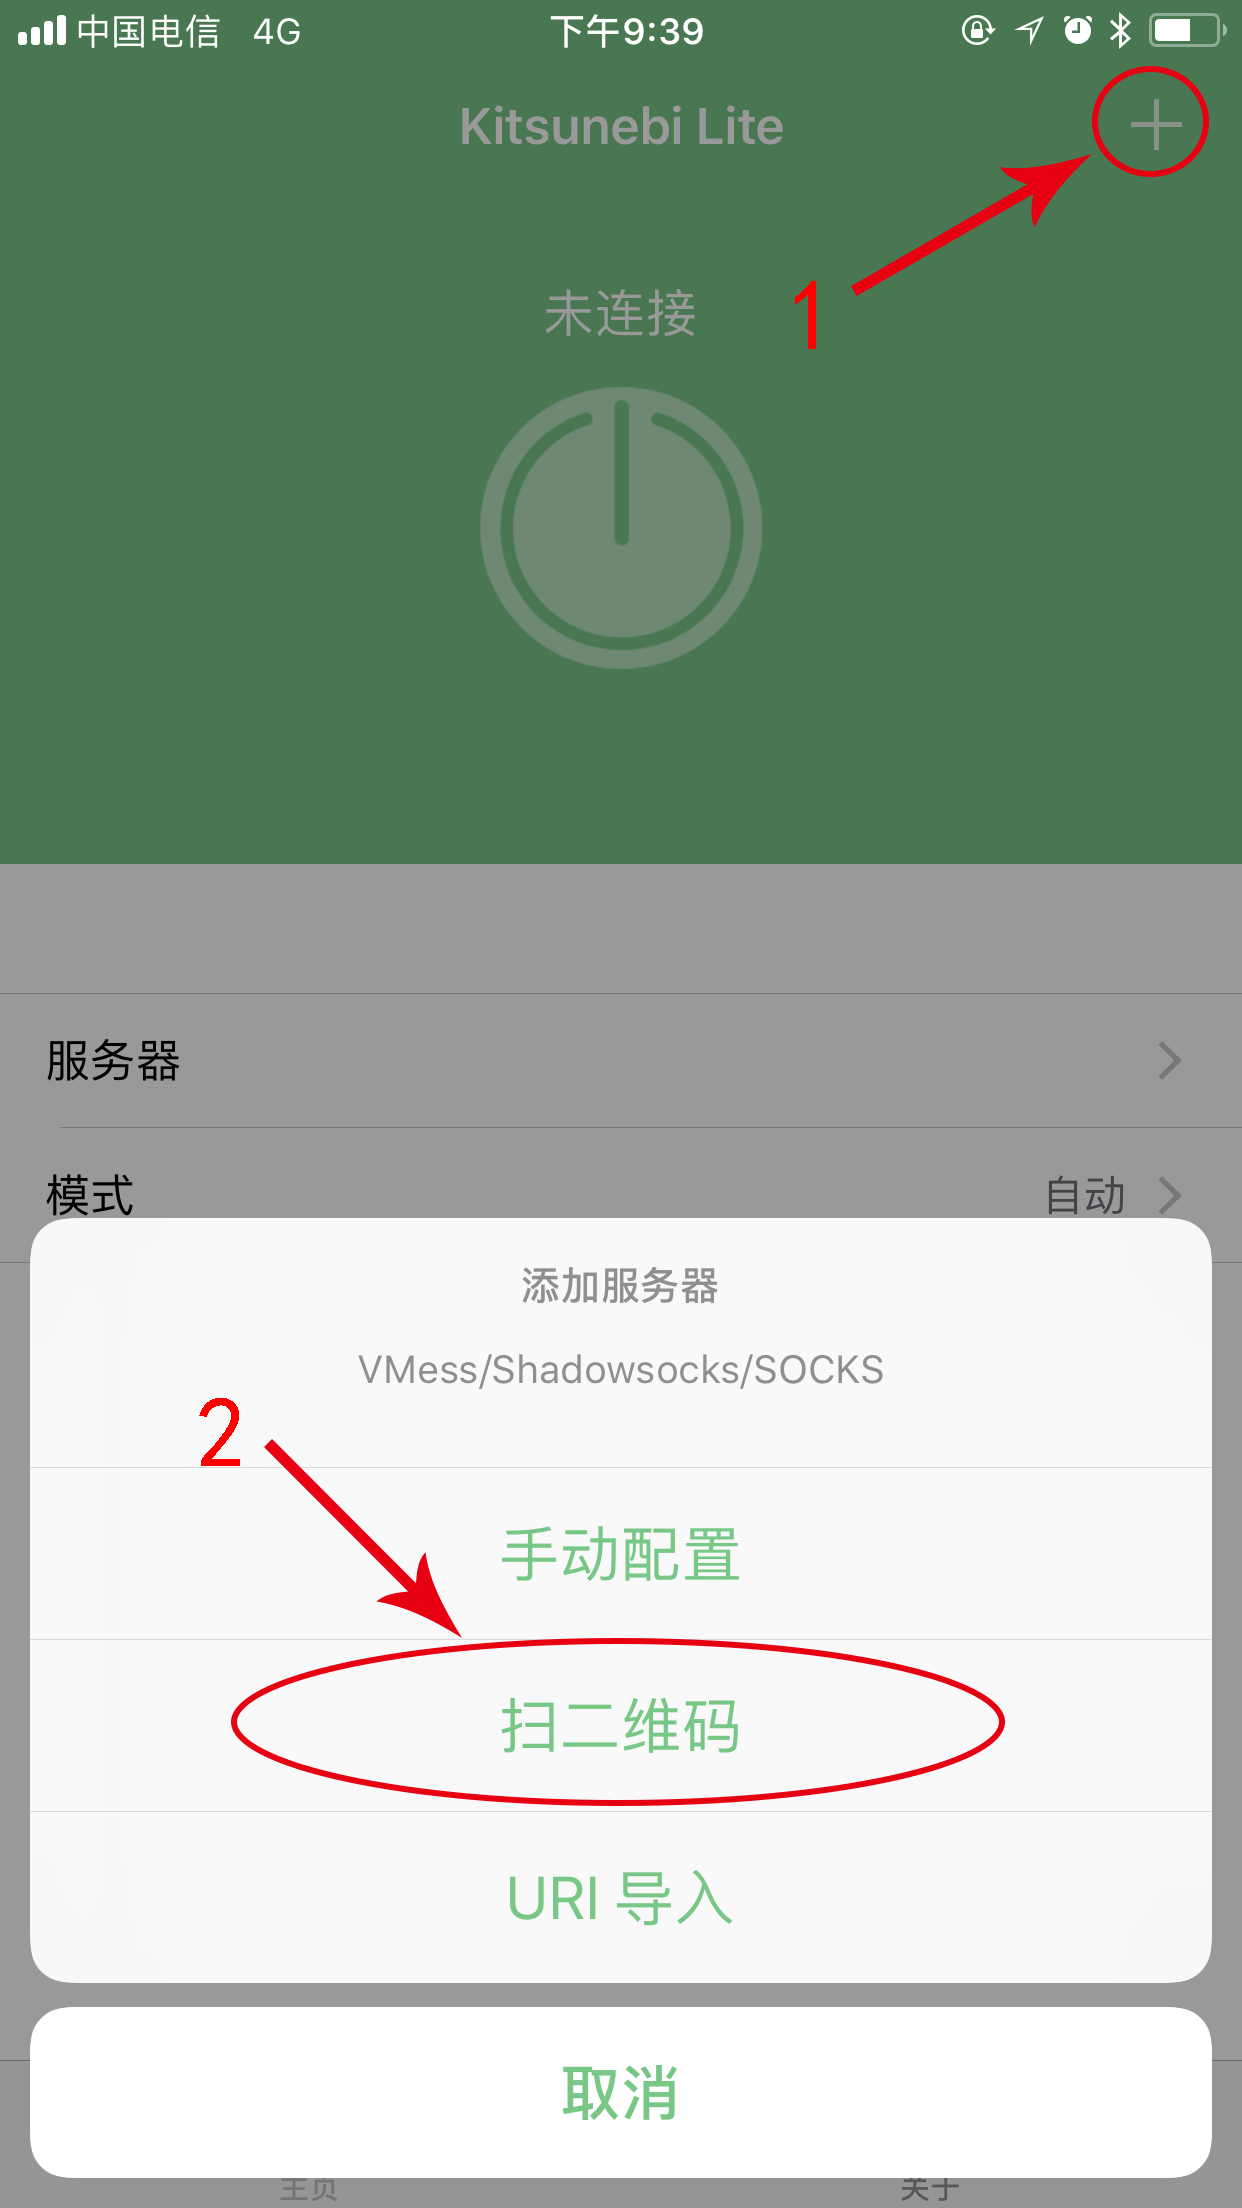 中国电信 4G 下午9:39
Kitsunebi Lite
1
未连接
服务器
模式 自动
添加服务器
VMess/Shadowsocks/SOCKS
2
手动配置
扫二维码
URI 导入
取消
主页 关于